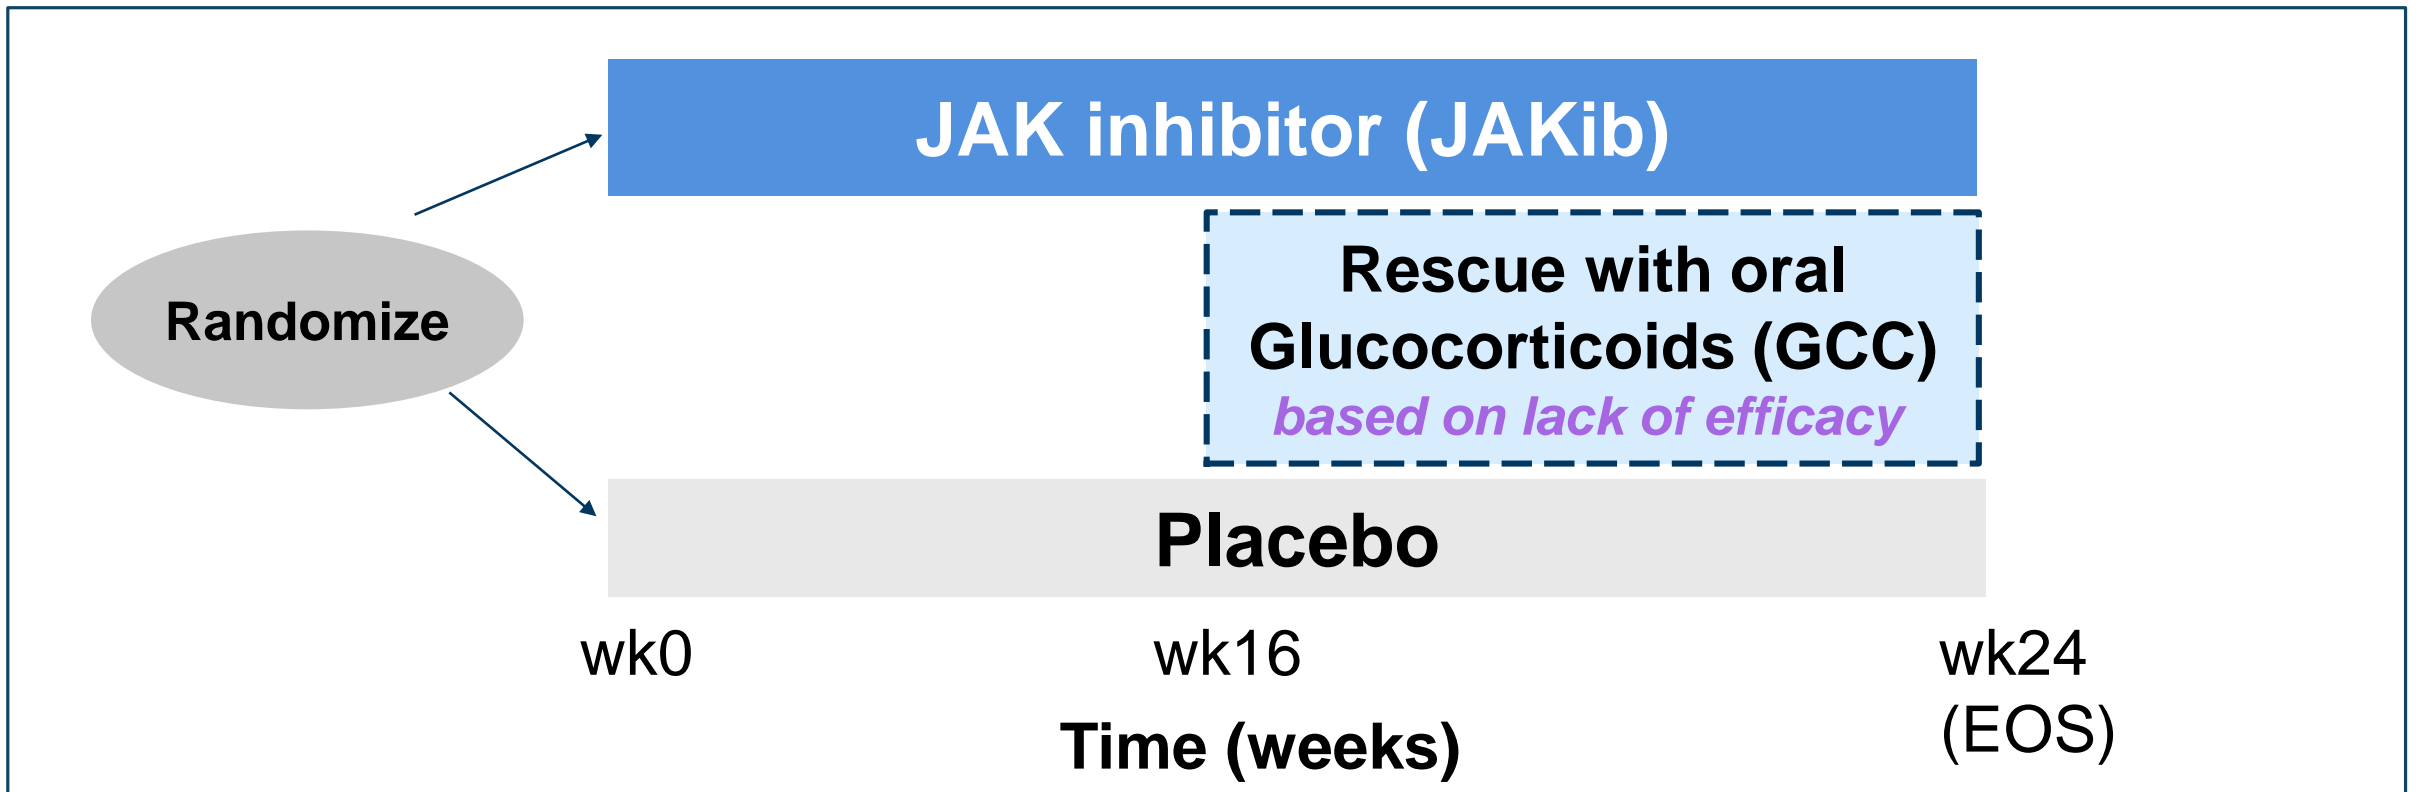 JAK inhibitor (JAKib)
Randomize
Rescue with oral
Glucocorticoids (GCC)
based on lack of efficacy
Placebo
wk0
wk16
wk24
(EOS)
Time (weeks)